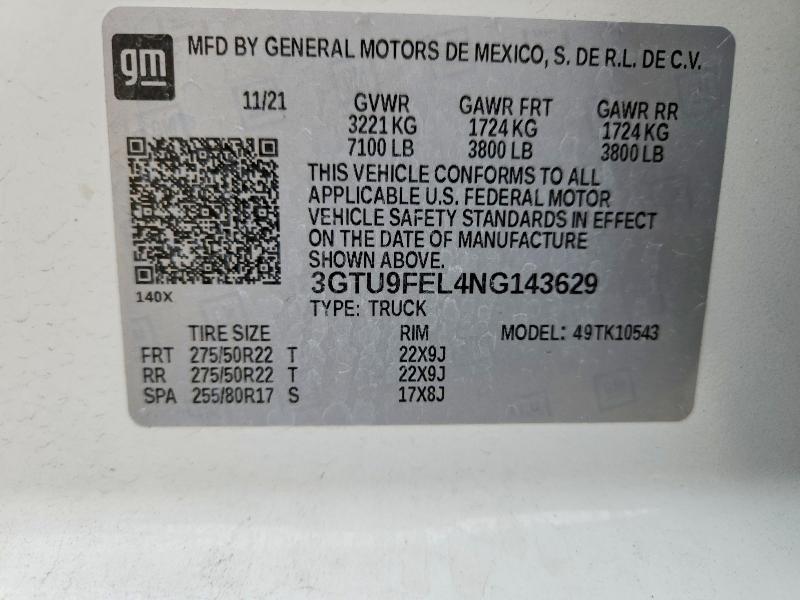 gm
MFD BY GENERAL MOTORS DE MEXICO, S. DE R.L. DE C.V.
11/21 GVWR GAWR FRT GAWR RR
3221 KG 1724 KG 1724 KG
7100 LB 3800 LB 3800 LB
THIS VEHICLE CONFORMS TO ALL
APPLICABLE U.S. FEDERAL MOTOR
VEHICLE SAFETY STANDARDS IN EFFECT
ON THE DATE OF MANUFACTURE
SHOWN ABOVE.
3GTU9FEL4NG143629
140X
TYPE: TRUCK
TIRE SIZE RIM MODEL: 49TK10543
FRT 275/50R22 T 22X9J
RR 275/50R22 T 22X9J
SPA 255/80R17 S 17X8J